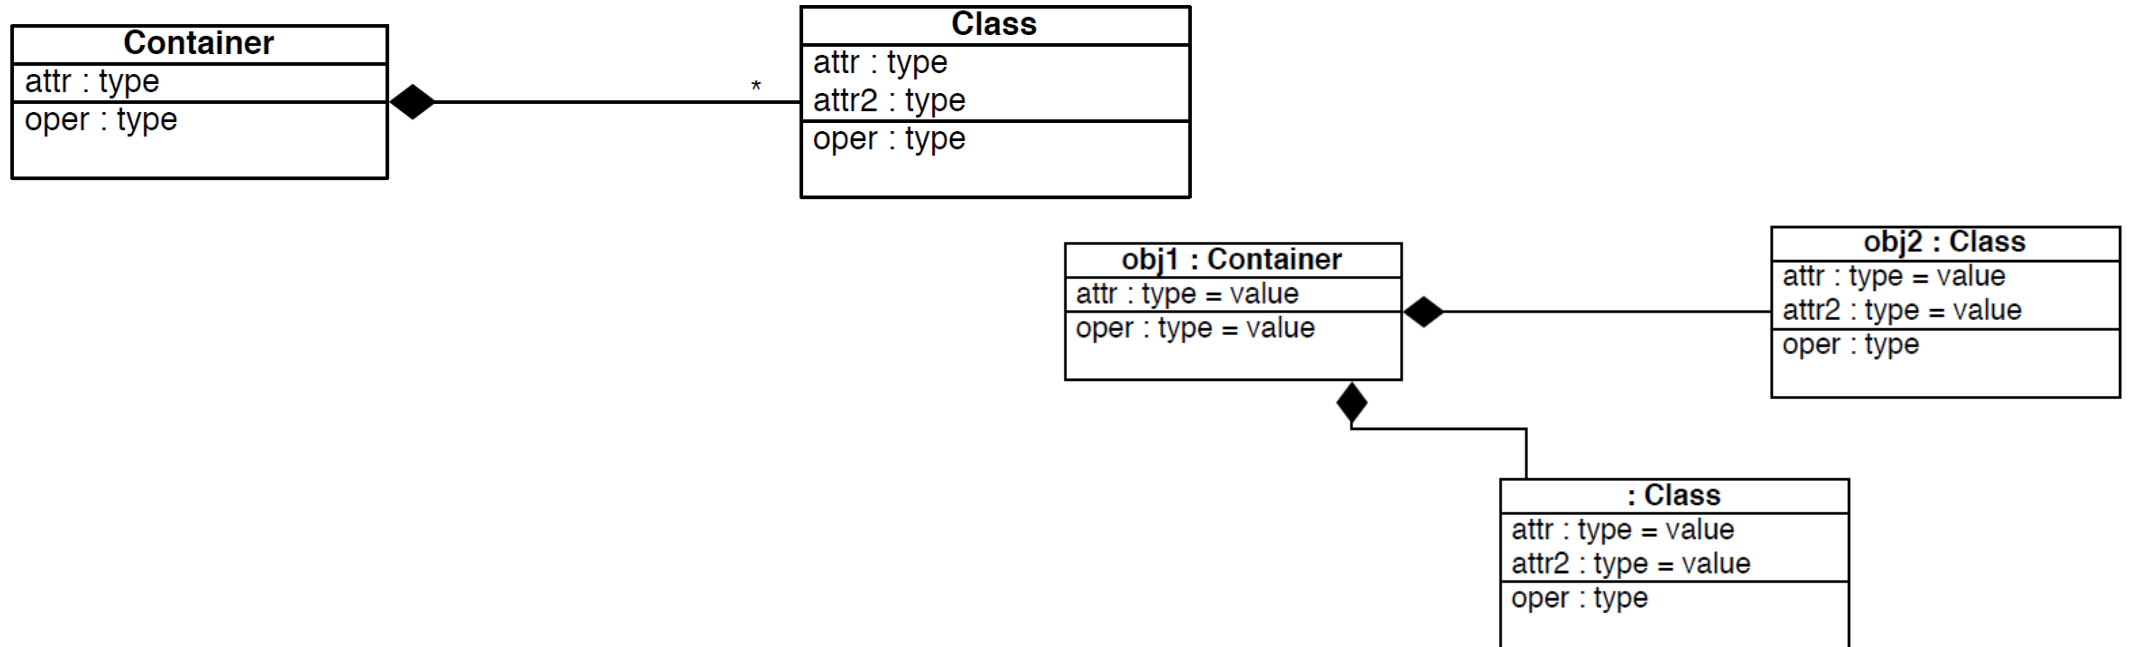 Container
attr : type
oper : type
*
Class
attr : type
attr2 : type
oper : type
obj1 : Container
attr : type = value
oper : type = value
obj2 : Class
attr : type = value
attr2 : type = value
oper : type
: Class
attr : type = value
attr2 : type = value
oper : type